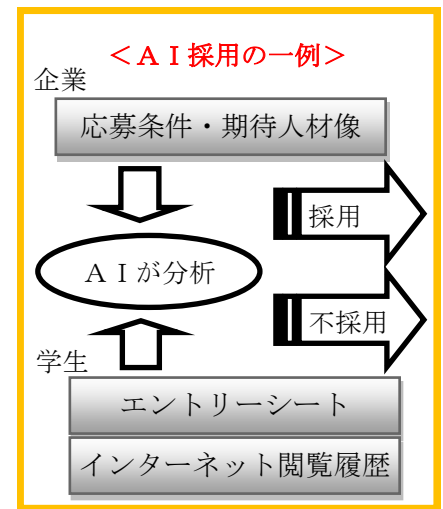 ＜ＡＩ採用の一例＞
企業
応募条件・期待人材像
採用
ＡＩが分析
不採用
学生
エントリーシート
インターネット閲覧履歴